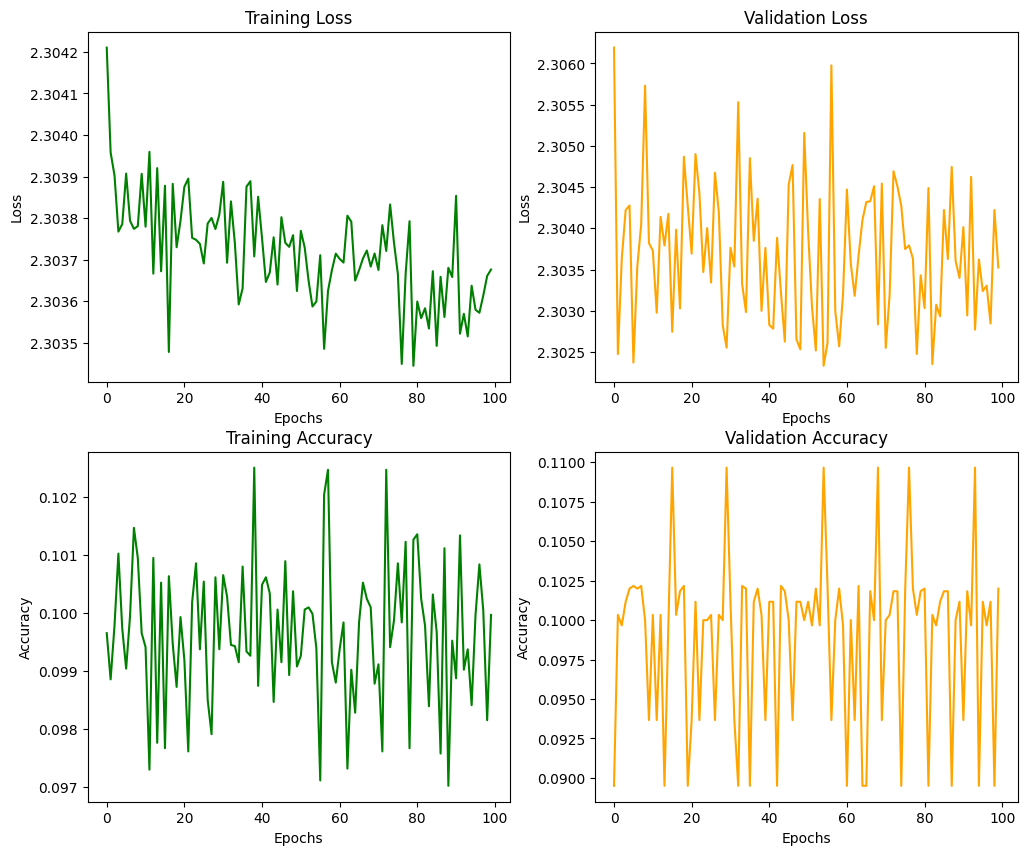 Training Loss
2.3042
2.3041
2.3040
2.3039
2.3038
2.3037
2.3036
2.3035
Loss
0 20 40 60 80 100
Epochs
Validation Loss
2.3060
2.3055
2.3050
2.3045
2.3040
2.3035
2.3030
2.3025
Loss
0 20 40 60 80 100
Epochs
Training Accuracy
0.102
0.101
0.100
0.099
0.098
0.097
Accuracy
0 20 40 60 80 100
Epochs
Validation Accuracy
0.1100
0.1075
0.1050
0.1025
0.1000
0.0975
0.0950
0.0925
0.0900
Accuracy
0 20 40 60 80 100
Epochs